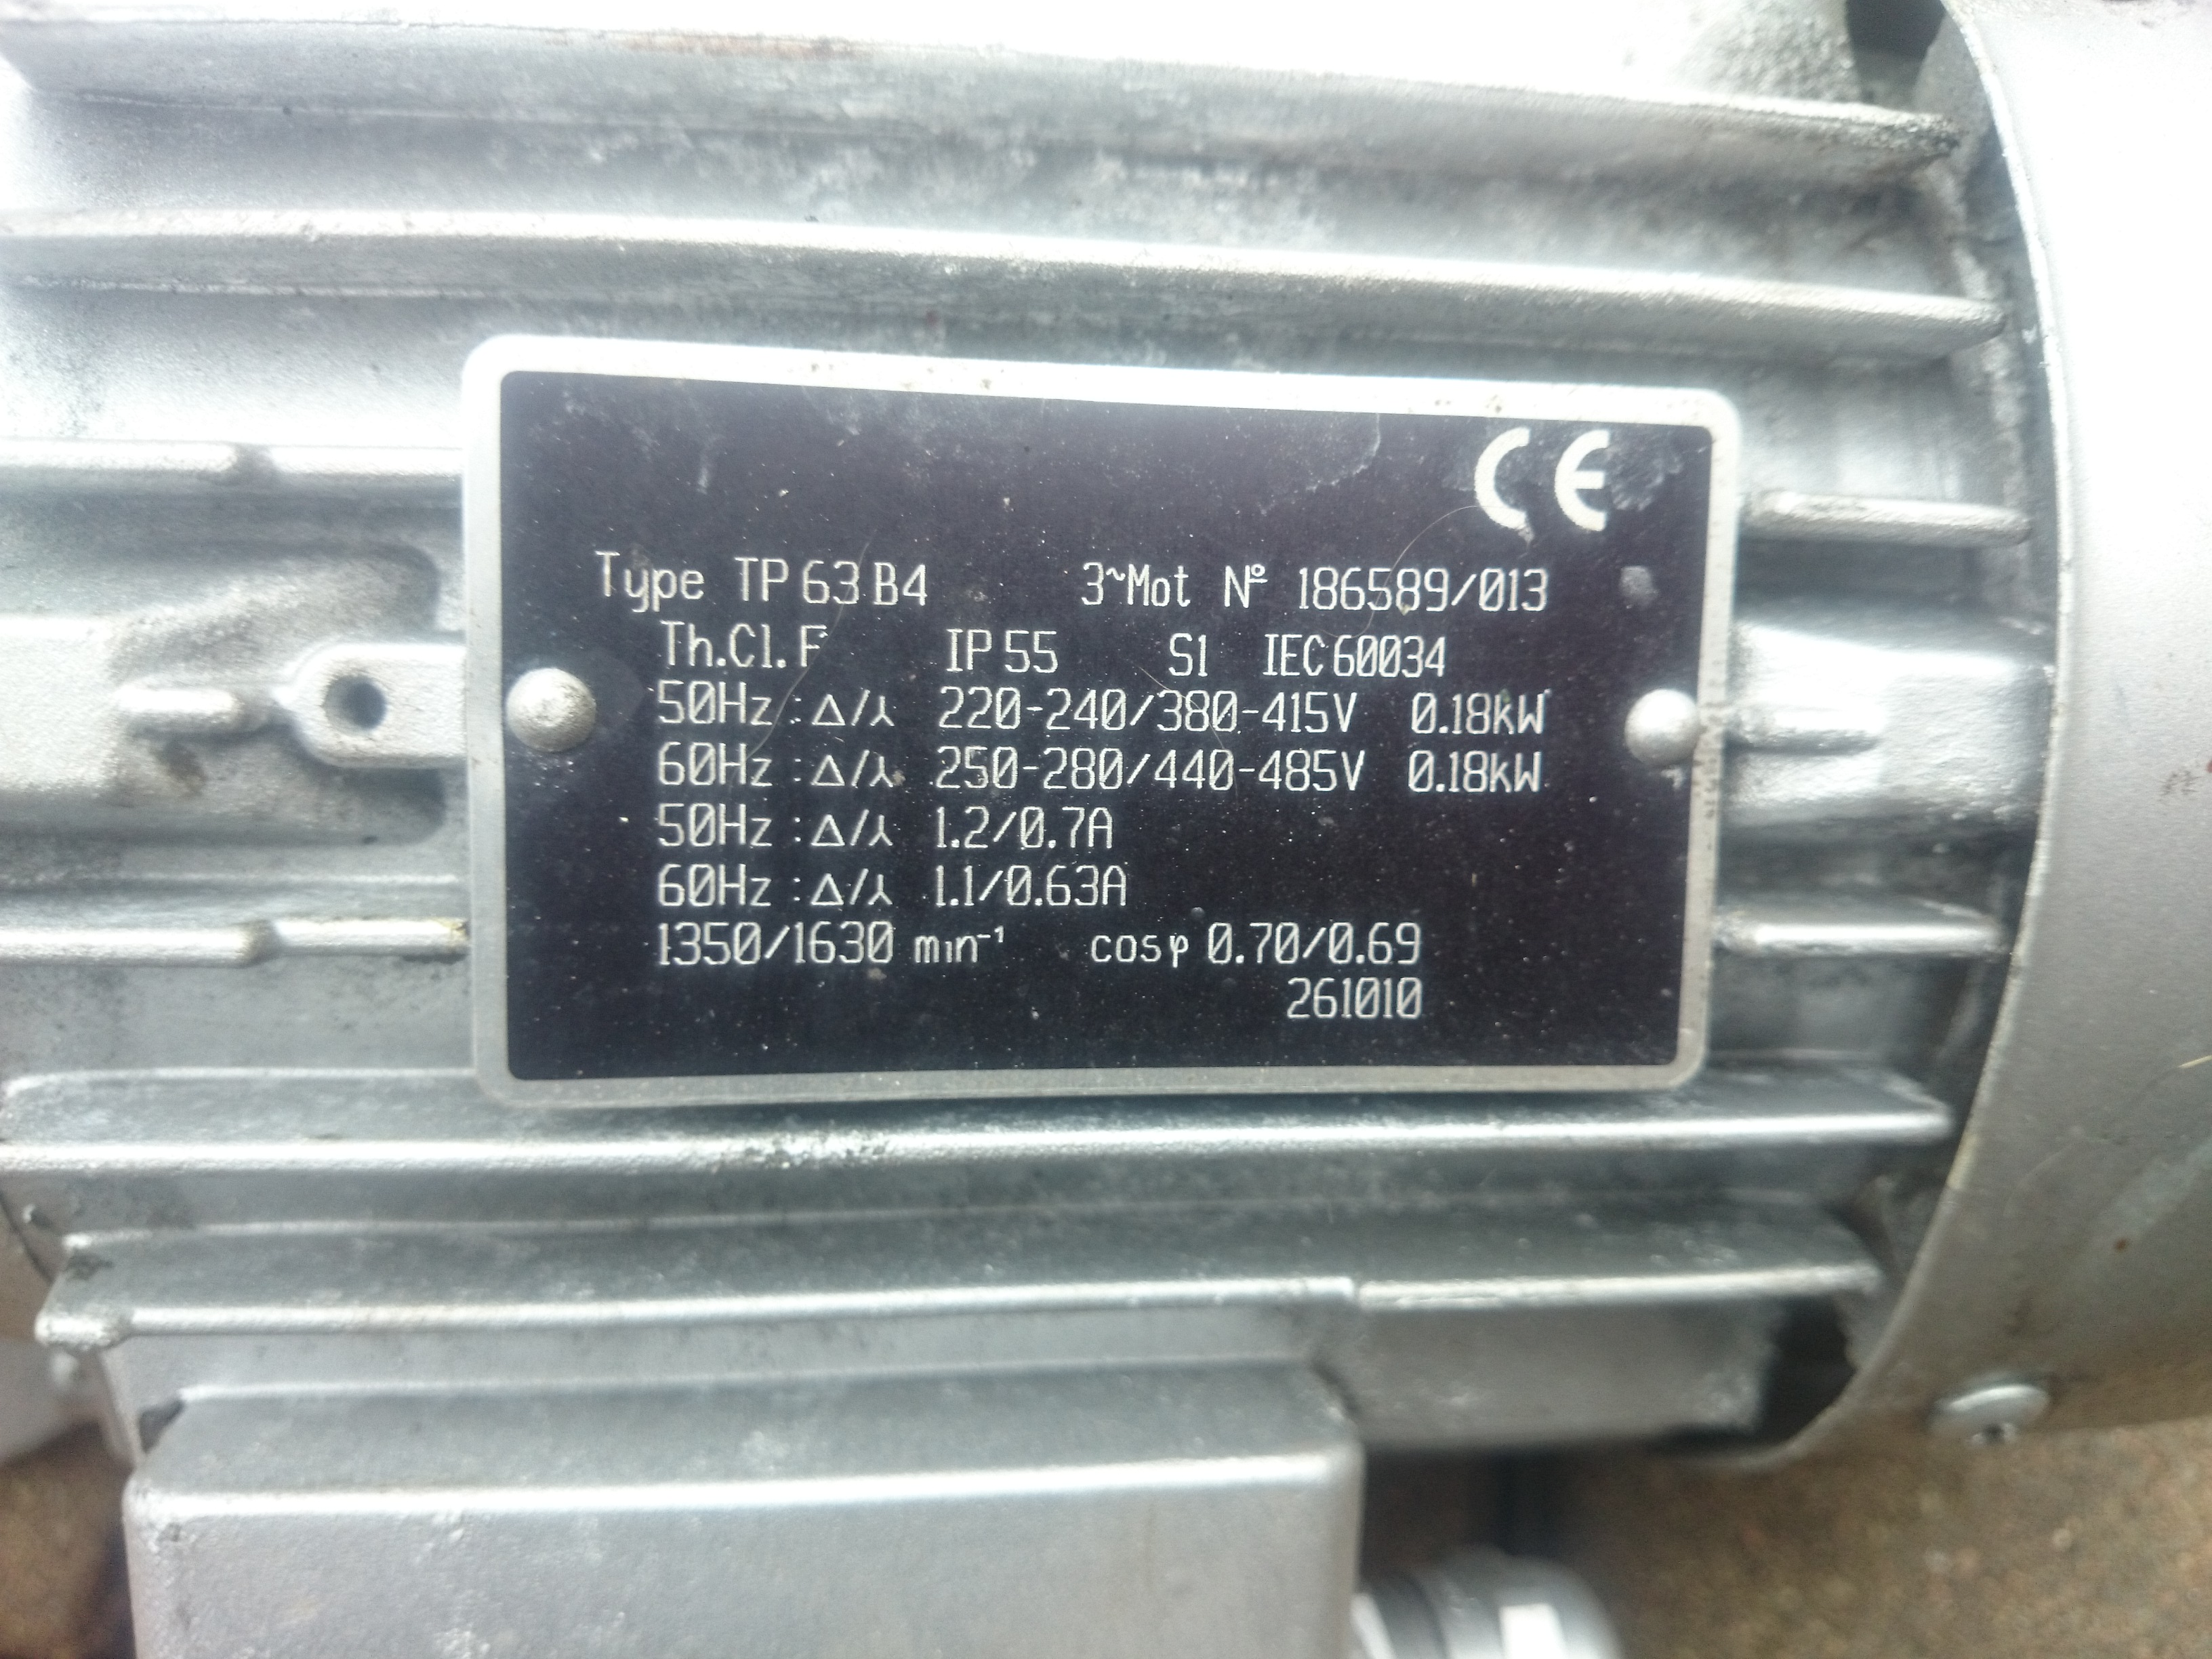 CE
Type TP 63 B4 3~Mot Nº 186589/013
Th.Cl. F IP 55 S1 IEC 60034
50Hz : Δ/⅄ 220-240/380-415V 0.18kW
60Hz : Δ/⅄ 250-280/440-485V 0.18kW
50Hz : Δ/⅄ 1.2/0.7A
60Hz : Δ/⅄ 1.1/0.63A
1350/1630 min⁻¹ cosφ 0.70/0.69
261010